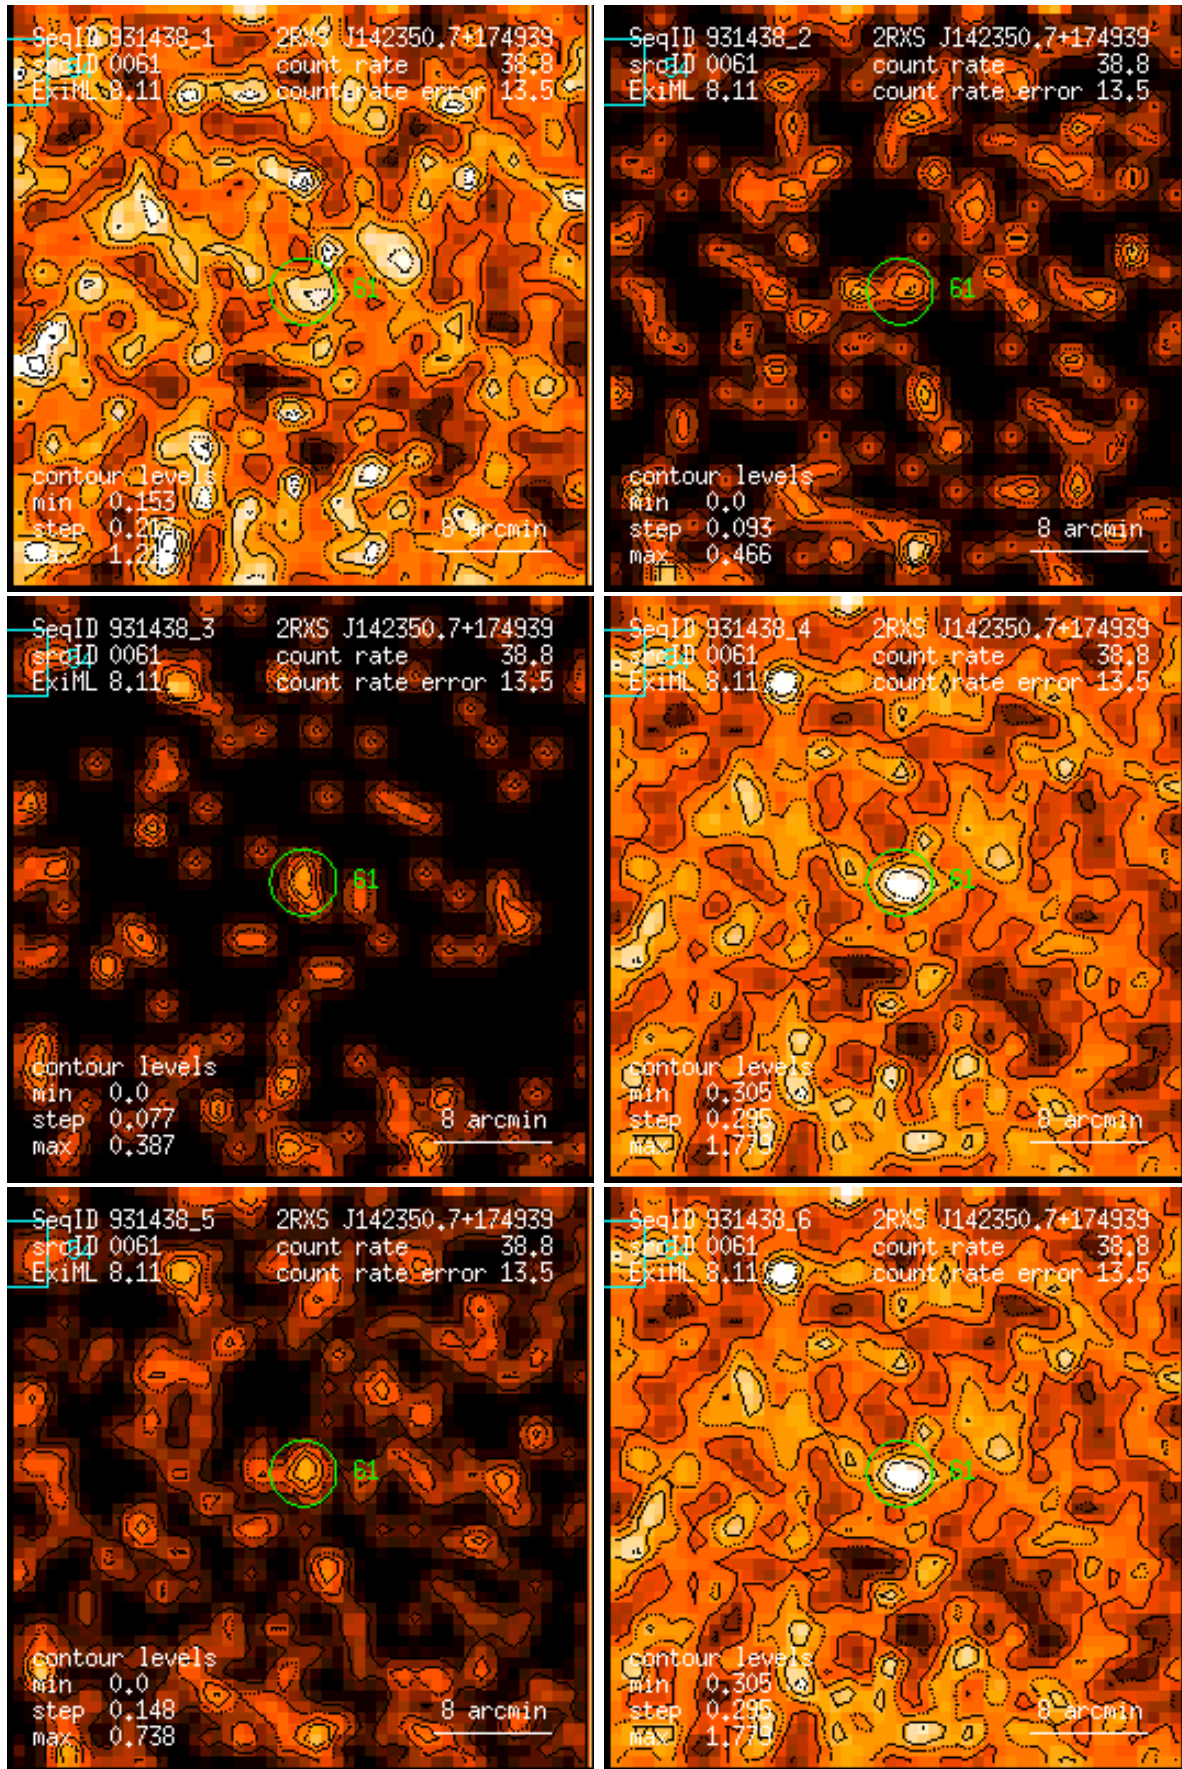 SeqID 931438_1 2RXS J142350.7+174939
srcID 0061 count rate 38.8
ExiML 8.11 count rate error 13.5
61
contour levels
min 0.153
step
max
8 arcmin
SeqID 931438_2 2RXS J142350.7+174939
srcID 0061 count rate 38.8
ExiML 8.11 count rate error 13.5
61
contour levels
min 0.0
step 0.093
max 0.466
8 arcmin
SeqID 931438_3 2RXS J142350.7+174939
srcID 0061 count rate 38.8
ExiML 8.11 count rate error 13.5
61
contour levels
min 0.0
step 0.077
max 0.387
8 arcmin
SeqID 931438_4 2RXS J142350.7+174939
srcID 0061 count rate 38.8
ExiML 8.11 count rate error 13.5
61
contour levels
min 0.305
step 0.295
max 1.779
8 arcmin
SeqID 931438_5 2RXS J142350.7+174939
srcID 0061 count rate 38.8
ExiML 8.11 count rate error 13.5
61
contour levels
min 0.0
step 0.148
max 0.738
8 arcmin
SeqID 931438_6 2RXS J142350.7+174939
srcID 0061 count rate 38.8
ExiML 8.11 count rate error 13.5
61
contour levels
min 0.305
step 0.295
max 1.779
8 arcmin